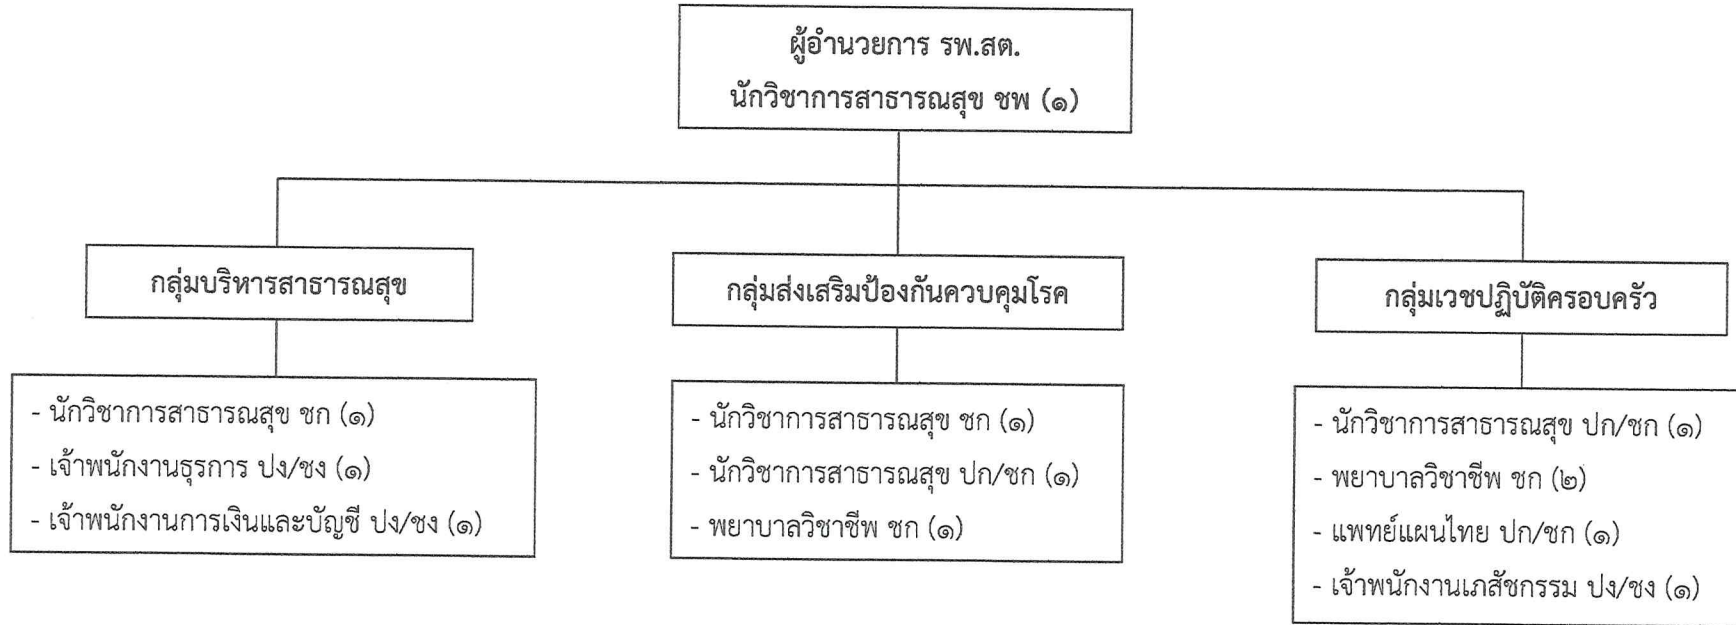 ผู้อำนวยการ รพ.สต.
นักวิชาการสาธารณสุข ชพ (๑)
กลุ่มบริหารสาธารณสุข
- นักวิชาการสาธารณสุข ชก (๑)
- เจ้าพนักงานธุรการ ปง/ชง (๑)
- เจ้าพนักงานการเงินและบัญชี ปง/ชง (๑)
กลุ่มส่งเสริมป้องกันควบคุมโรค
- นักวิชาการสาธารณสุข ชก (๑)
- นักวิชาการสาธารณสุข ปก/ชก (๑)
- พยาบาลวิชาชีพ ชก (๑)
กลุ่มเวชปฏิบัติครอบครัว
- นักวิชาการสาธารณสุข ปก/ชก (๑)
- พยาบาลวิชาชีพ ชก (๒)
- แพทย์แผนไทย ปก/ชก (๑)
- เจ้าพนักงานเภสัชกรรม ปง/ชง (๑)